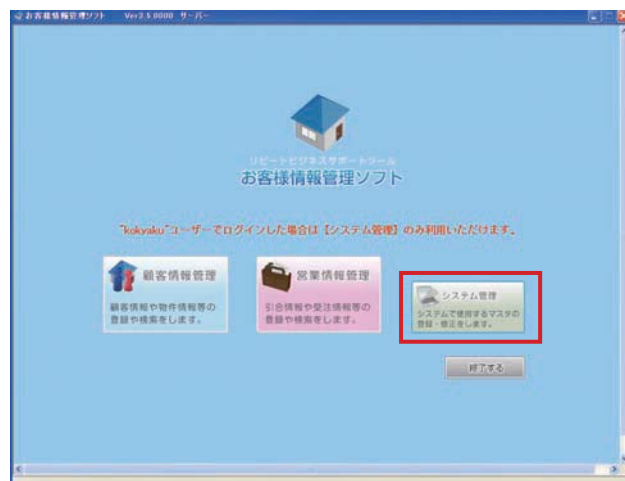 お客様情報管理ソフト Ver3.5.0000 サーバー
リピートビジネスサポートツール
お客様情報管理ソフト
"kokyaku"ユーザーでログインした場合は【システム管理】のみ利用いただけます。
顧客情報管理
顧客情報や物件情報等の
登録や検索をします。
営業情報管理
引合情報や受注情報等の
登録や検索をします。
システム管理
システムで使用するマスタの
登録・修正をします。
終了する